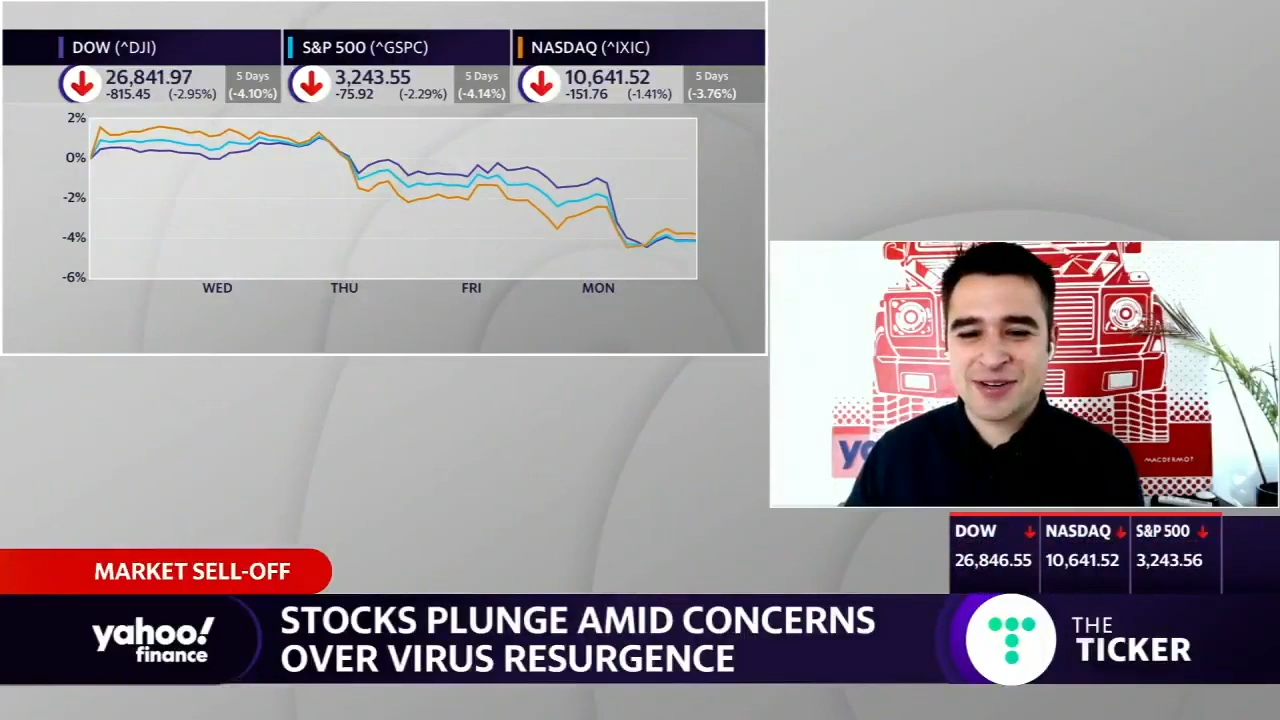 DOW (^DJI)
26,841.97
-815.45 (-2.95%)
5 Days
(-4.10%)
S&P 500 (^GSPC)
3,243.55
-75.92 (-2.29%)
5 Days
(-4.14%)
NASDAQ (^IXIC)
10,641.52
-151.76 (-1.41%)
5 Days
(-3.76%)
2%
0%
-2%
-4%
-6%
WED THU FRI MON
MACDERMOT
DOW NASDAQ S&P 500
26,846.55 10,641.52 3,243.56
MARKET SELL-OFF
yahoo!
finance
STOCKS PLUNGE AMID CONCERNS
OVER VIRUS RESURGENCE
THE
TICKER